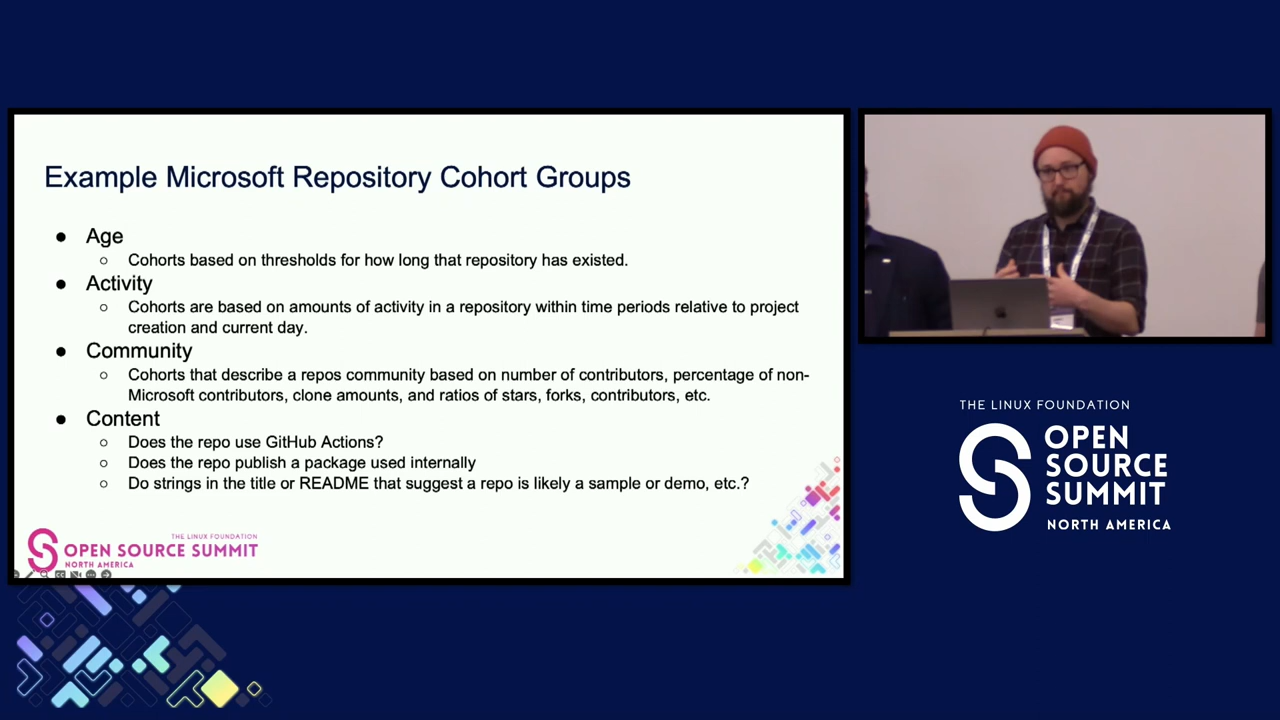 Example Microsoft Repository Cohort Groups
● Age
○ Cohorts based on thresholds for how long that repository has existed.
● Activity
○ Cohorts are based on amounts of activity in a repository within time periods relative to project
creation and current day.
● Community
○ Cohorts that describe a repos community based on number of contributors, percentage of non-
Microsoft contributors, clone amounts, and ratios of stars, forks, contributors, etc.
● Content
○ Does the repo use GitHub Actions?
○ Does the repo publish a package used internally
○ Do strings in the title or README that suggest a repo is likely a sample or demo, etc.?
THE LINUX FOUNDATION
OPEN SOURCE SUMMIT
NORTH AMERICA
THE LINUX FOUNDATION
OPEN
SOURCE
SUMMIT
NORTH AMERICA